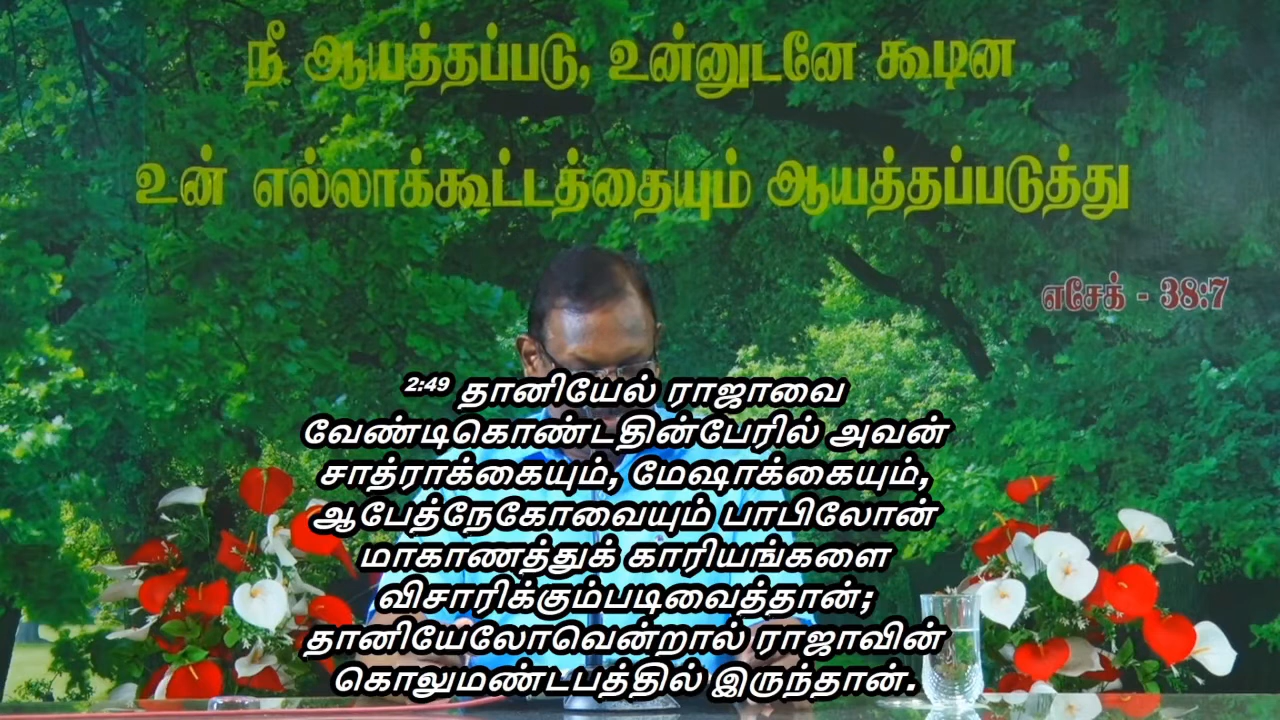 நீ ஆயத்தப்படு, உன்னுடனே கூடின
உன் எல்லாக்கூட்டத்தையும் ஆயத்தப்படுத்து
எசேக் - 38:7
2:49 தானியேல் ராஜாவை
வேண்டிகொண்டதின்பேரில் அவன்
சாத்ராக்கையும், மேஷாக்கையும்,
ஆபேத்நேகோவையும் பாபிலோன்
மாகாணத்துக் காரியங்களை
விசாரிக்கும்படிவைத்தான்;
தானியேலோவென்றால் ராஜாவின்
கொலுமண்டபத்தில் இருந்தான்.